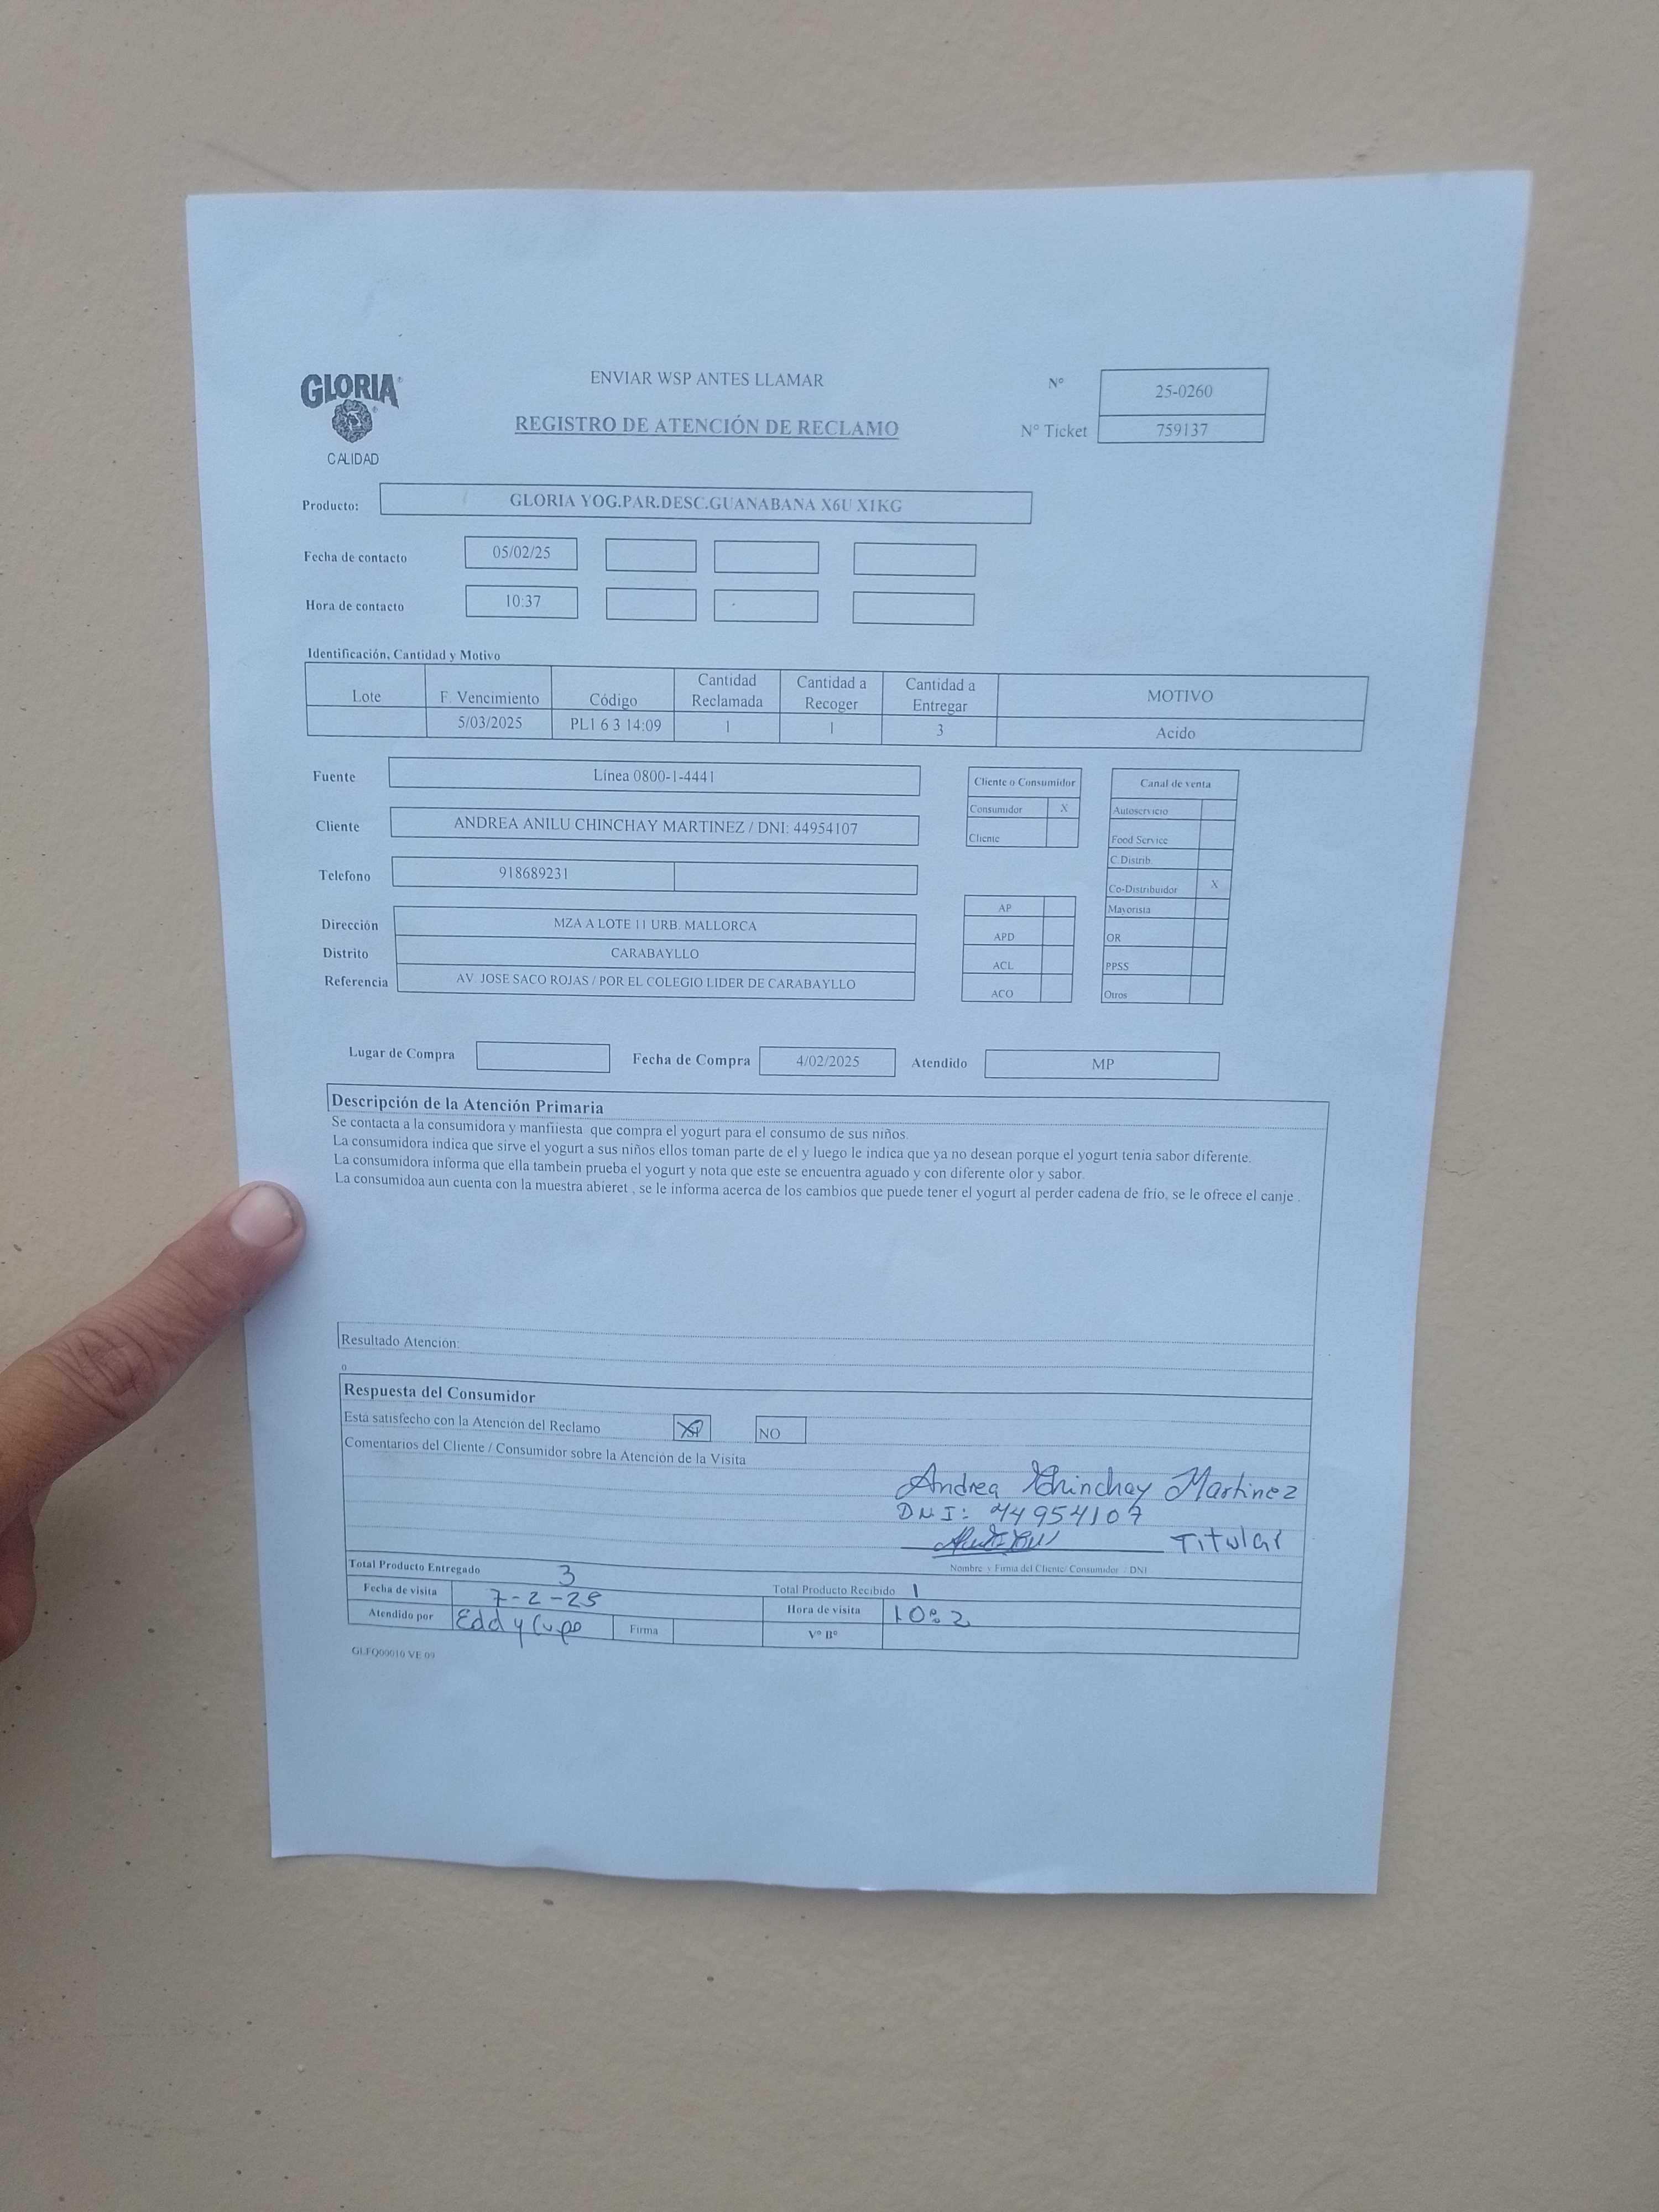 GLORIA
CALIDAD
ENVIAR WSP ANTES LLAMAR
REGISTRO DE ATENCIÓN DE RECLAMO
N° 25-0260
N° Ticket 759137
Producto: GLORIA YOG.PAR.DESC.GUANABANA X6U X1KG
Fecha de contacto 05/02/25
Hora de contacto 10:37
Identificación, Cantidad y Motivo
Lote F. Vencimiento Código Cantidad Reclamada Cantidad a Recoger Cantidad a Entregar MOTIVO
5/03/2025 PL1 6 3 14:09 1 1 3 Acido
Fuente Línea 0800-1-4441
Cliente ANDREA ANILU CHINCHAY MARTINEZ / DNI: 44954107
Telefono 918689231
Dirección MZA A LOTE 11 URB. MALLORCA
Distrito CARABAYLLO
Referencia AV JOSE SACO ROJAS / POR EL COLEGIO LIDER DE CARABAYLLO
Cliente o Consumidor
Consumidor X
Cliente
AP
APD
ACL
ACO
Canal de venta
Autoservicio
Food Service
C.Distrib.
Co-Distribuidor X
Mayorista
OR
PPSS
Otros
Lugar de Compra Fecha de Compra 4/02/2025 Atendido MP
Descripción de la Atención Primaria
Se contacta a la consumidora y manfiiesta que compra el yogurt para el consumo de sus niños.
La consumidora indica que sirve el yogurt a sus niños ellos toman parte de el y luego le indica que ya no desean porque el yogurt tenia sabor diferente.
La consumidora informa que ella tambein prueba el yogurt y nota que este se encuentra aguado y con diferente olor y sabor.
La consumidoa aun cuenta con la muestra abieret , se le informa acerca de los cambios que puede tener el yogurt al perder cadena de frío, se le ofrece el canje .
Resultado Atención:
0
Respuesta del Consumidor
Esta satisfecho con la Atencion del Reclamo NO
Comentarios del Cliente / Consumidor sobre la Atención de la Visita
Andrea Chinchay Martinez
DNI: 44954107
Titular
Nombre y Firma del Cliente/ Consumidor / DNI
Total Producto Entregado 3 Total Producto Recibido 1
Fecha de visita 7-2-25 Hora de visita
Atendido por Eddy Firma V° B°
GLFQ00010 VE 09